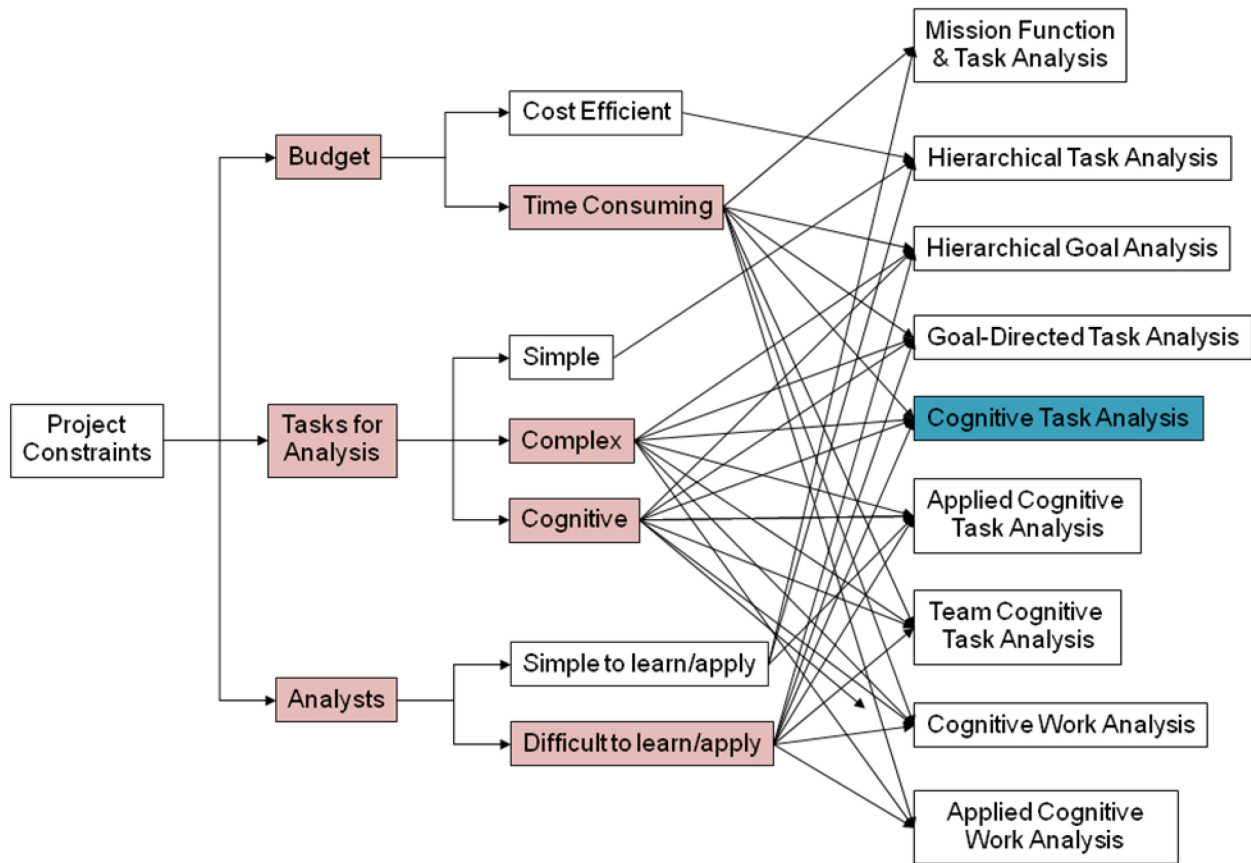 Project
Constraints
Budget
Tasks for
Analysis
Analysts
Cost Efficient
Time Consuming
Simple
Complex
Cognitive
Simple to learn/apply
Difficult to learn/apply
Mission Function
& Task Analysis
Hierarchical Task Analysis
Hierarchical Goal Analysis
Goal-Directed Task Analysis
Cognitive Task Analysis
Applied Cognitive
Task Analysis
Team Cognitive
Task Analysis
Cognitive Work Analysis
Applied Cognitive
Work Analysis